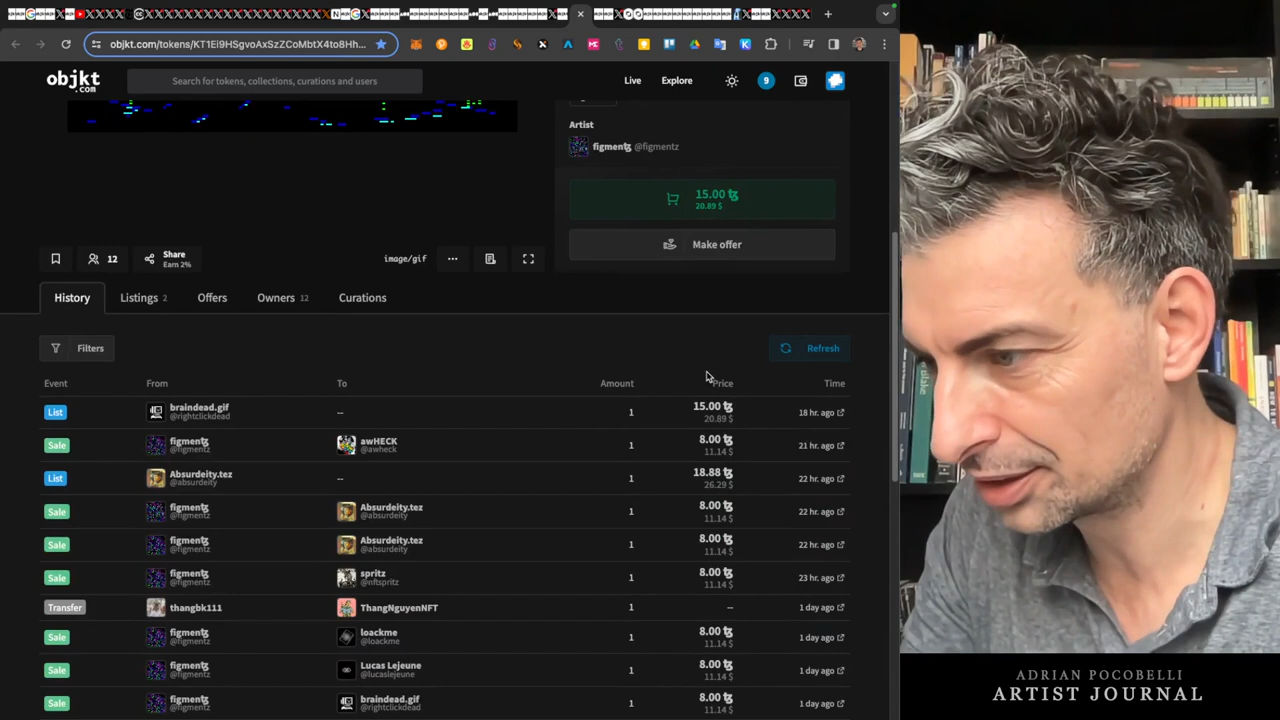 objkt.com/tokens/KT1Ei9HSgvoAxSzZCoMbtX4to8Hh...
objkt
.com
Search for tokens, collections, curations and users
Live
Explore
9
Artist
figmentꜩ @figmentz
15.00 ꜩ
20.89 $
Make offer
12
Share
Earn 2%
image/gif
History
Listings 2
Offers
Owners 12
Curations
Filters
Refresh
Event From To Amount Price Time
List braindead.gif @rightclickdead -- 1 15.00 ꜩ 20.89 $ 18 hr. ago
Sale figmentꜩ @figmentz awHECK @awheck 1 8.00 ꜩ 11.14 $ 21 hr. ago
List Absurdeity.tez @absurdeity -- 1 18.88 ꜩ 26.29 $ 22 hr. ago
Sale figmentꜩ @figmentz Absurdeity.tez @absurdeity 1 8.00 ꜩ 11.14 $ 22 hr. ago
Sale figmentꜩ @figmentz Absurdeity.tez @absurdeity 1 8.00 ꜩ 11.14 $ 22 hr. ago
Sale figmentꜩ @figmentz spritz @nftspritz 1 8.00 ꜩ 11.14 $ 23 hr. ago
Transfer thangbk111 ThangNguyenNFT 1 -- 1 day ago
Sale figmentꜩ @figmentz loackme @loackme 1 8.00 ꜩ 11.14 $ 1 day ago
Sale figmentꜩ @figmentz Lucas Lejeune @lucaslejeune 1 8.00 ꜩ 11.14 $ 1 day ago
Sale figmentꜩ @figmentz braindead.gif @rightclickdead 1 8.00 ꜩ 11.14 $ 1 day ago
ADRIAN POCOBELLI
ARTIST JOURNAL